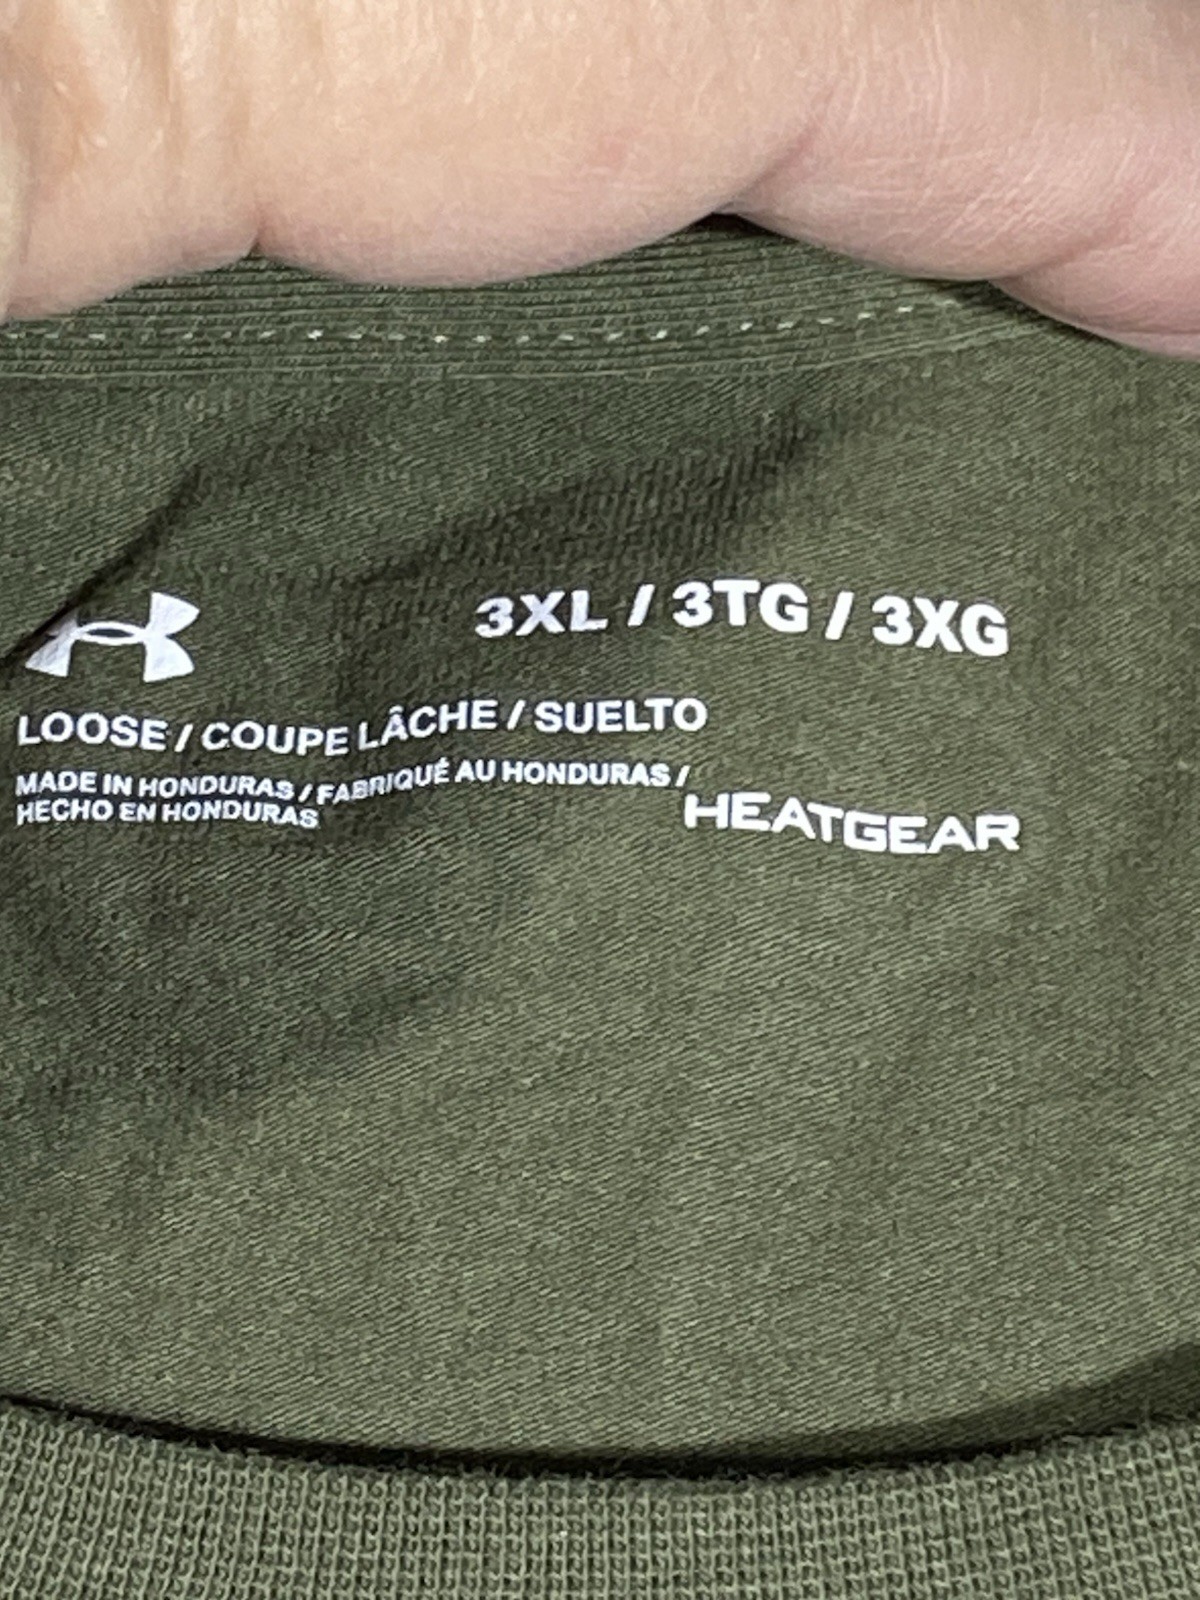 3XL / 3TG / 3XG
LOOSE / COUPE LÂCHE / SUELTO
MADE IN HONDURAS / FABRIQUÉ AU HONDURAS /
HECHO EN HONDURAS
HEATGEAR